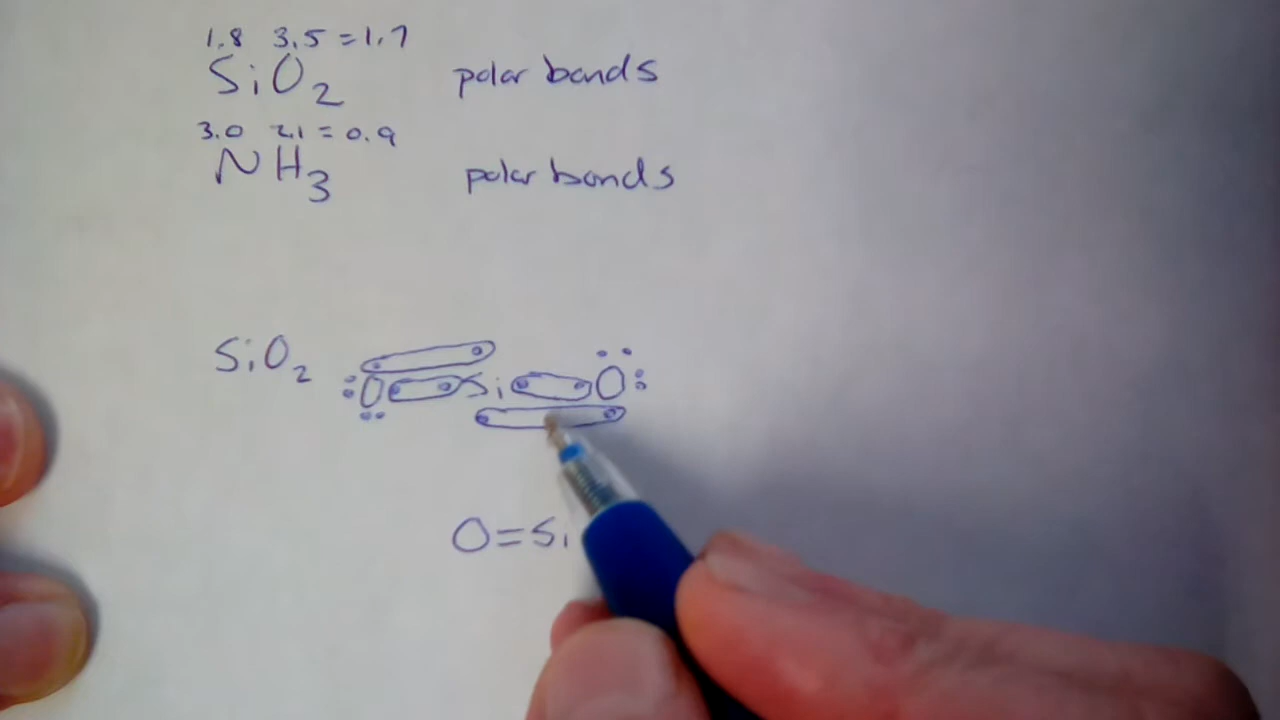 1.8 3.5 = 1.7
SiO2 polar bonds
3.0 2.1 = 0.9
NH3 polar bonds
SiO2 O Si O
O=Si